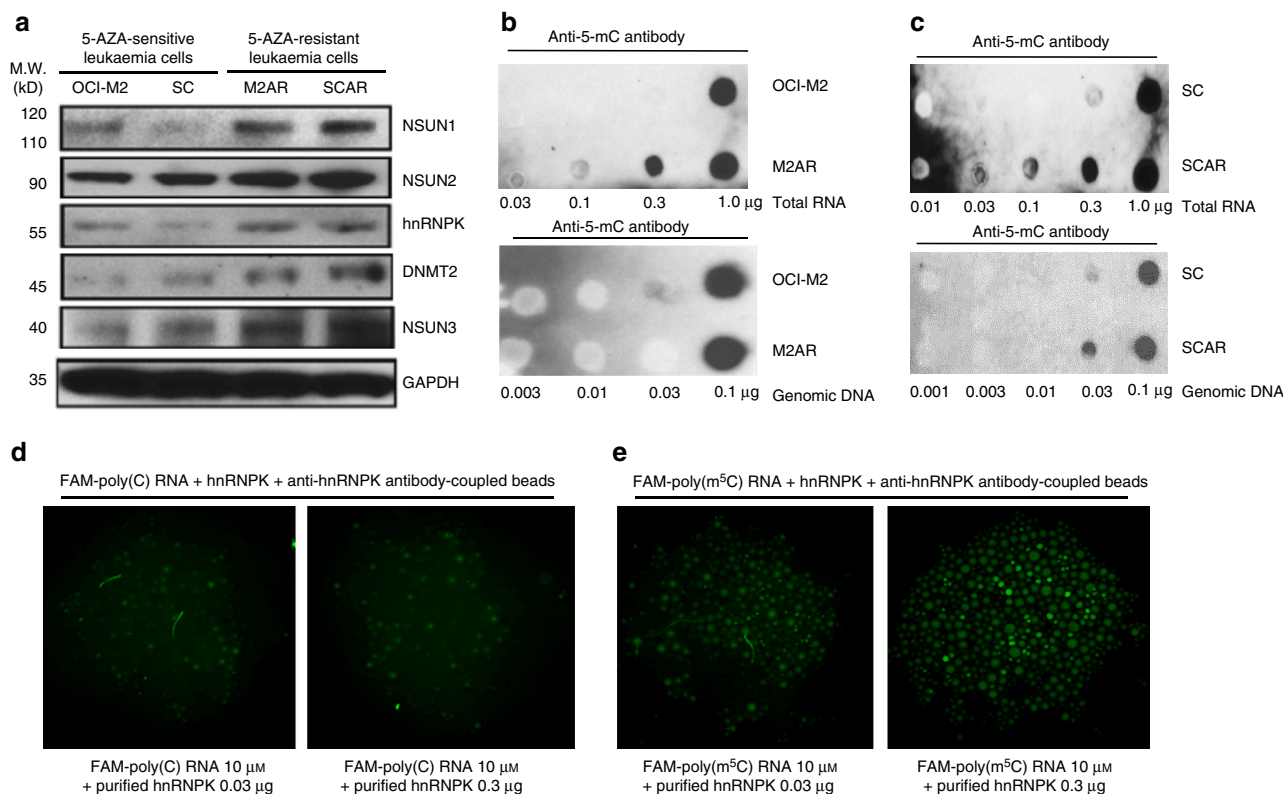 a
5-AZA-sensitive
leukaemia cells
5-AZA-resistant
leukaemia cells
M.W.
(kD)
OCI-M2 SC M2AR SCAR
120
110
NSUN1
90
NSUN2
55
hnRNPK
45
DNMT2
40
NSUN3
35
GAPDH
b
Anti-5-mC antibody
OCI-M2
M2AR
0.03 0.1 0.3 1.0 µg Total RNA
Anti-5-mC antibody
OCI-M2
M2AR
0.003 0.01 0.03 0.1 µg Genomic DNA
c
Anti-5-mC antibody
SC
SCAR
0.01 0.03 0.1 0.3 1.0 µg Total RNA
Anti-5-mC antibody
SC
SCAR
0.001 0.003 0.01 0.03 0.1 µg Genomic DNA
d
FAM-poly(C) RNA + hnRNPK + anti-hnRNPK antibody-coupled beads
FAM-poly(C) RNA 10 µM
+ purified hnRNPK 0.03 µg
FAM-poly(C) RNA 10 µM
+ purified hnRNPK 0.3 µg
e
FAM-poly(m⁵C) RNA + hnRNPK + anti-hnRNPK antibody-coupled beads
FAM-poly(m⁵C) RNA 10 µM
+ purified hnRNPK 0.03 µg
FAM-poly(m⁵C) RNA 10 µM
+ purified hnRNPK 0.3 µg